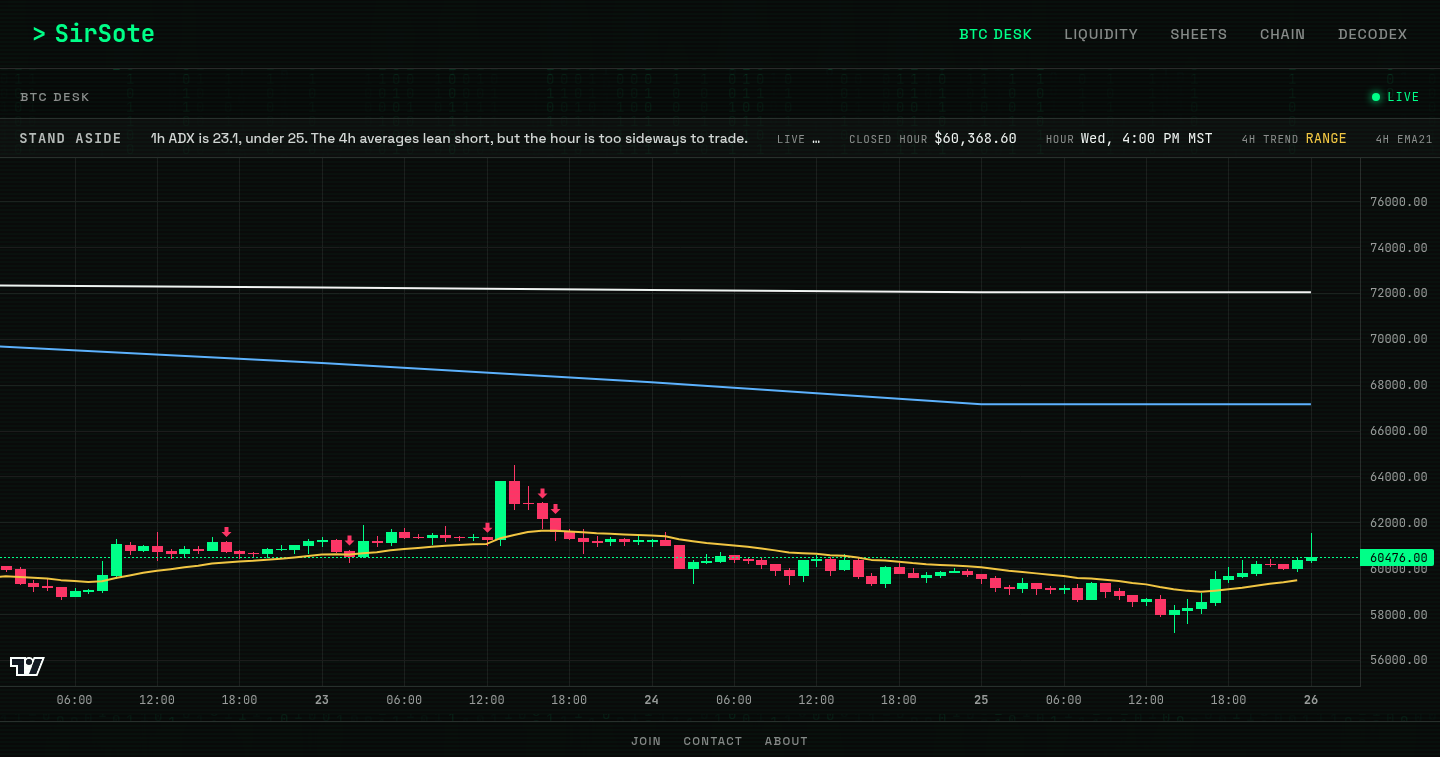 > SirSote
BTC DESK LIQUIDITY SHEETS CHAIN DECODEX
BTC DESK
LIVE
STAND ASIDE 1h ADX is 23.1, under 25. The 4h averages lean short, but the hour is too sideways to trade. LIVE … CLOSED HOUR $60,368.60 HOUR Wed, 4:00 PM MST 4H TREND RANGE 4H EMA21
76000.00
74000.00
72000.00
70000.00
68000.00
66000.00
64000.00
62000.00
60476.00
60000.00
58000.00
56000.00
06:00 12:00 18:00 23 06:00 12:00 18:00 24 06:00 12:00 18:00 25 06:00 12:00 18:00 26
JOIN CONTACT ABOUT